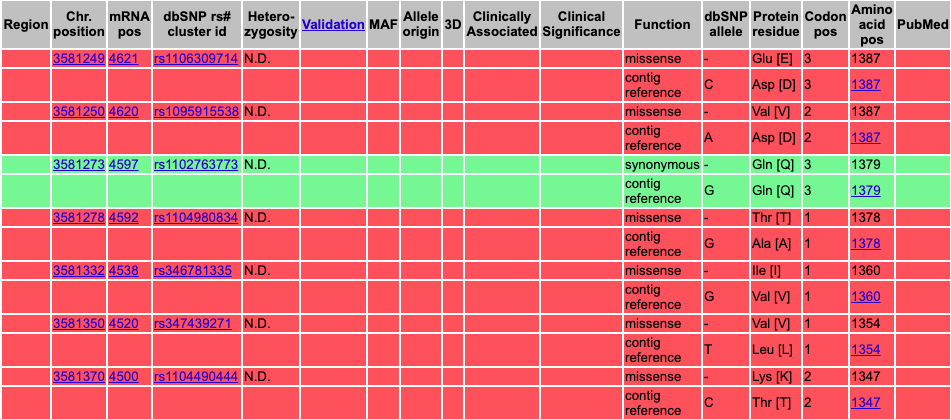 Region Chr. position mRNA pos dbSNP rs# cluster id Hetero-zygosity Validation MAF Allele origin 3D Clinically Associated Clinical Significance Function dbSNP allele Protein residue Codon pos Amino acid pos PubMed
3581249 4621 rs1106309714 N.D. missense - Glu [E] 3 1387
contig reference C Asp [D] 3 1387
3581250 4620 rs1095915538 N.D. missense - Val [V] 2 1387
contig reference A Asp [D] 2 1387
3581273 4597 rs1102763773 N.D. synonymous - Gln [Q] 3 1379
contig reference G Gln [Q] 3 1379
3581278 4592 rs1104980834 N.D. missense - Thr [T] 1 1378
contig reference G Ala [A] 1 1378
3581332 4538 rs346781335 N.D. missense - Ile [I] 1 1360
contig reference G Val [V] 1 1360
3581350 4520 rs347439271 N.D. missense - Val [V] 1 1354
contig reference T Leu [L] 1 1354
3581370 4500 rs1104490444 N.D. missense - Lys [K] 2 1347
contig reference C Thr [T] 2 1347